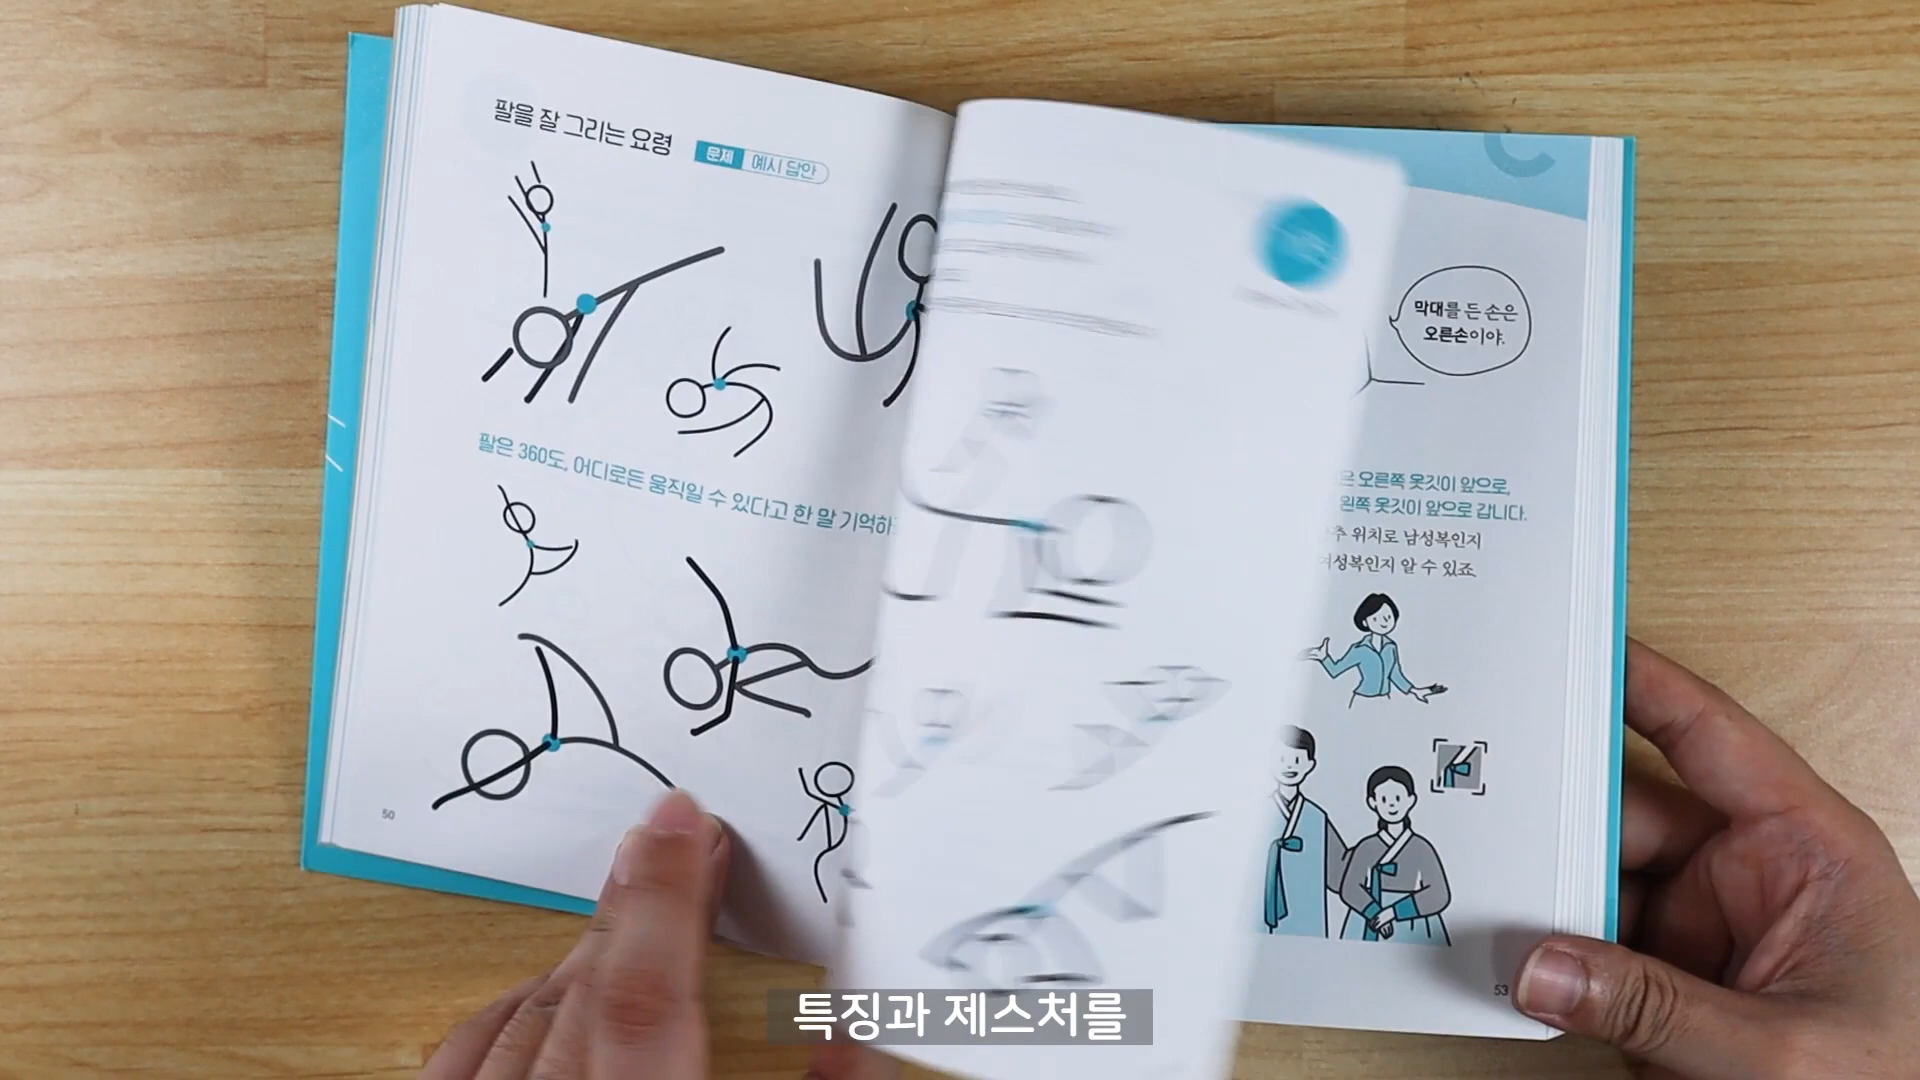 팔을 잘 그리는 요령
문제 예시 답안
팔은 360도, 어디로든 움직일 수 있다고 한 말 기억하
50
막대를 든 손은
오른손이야.
은 오른쪽 옷깃이 앞으로,
왼쪽 옷깃이 앞으로 갑니다.
위치로 남성복인지
여성복인지 알 수 있죠.
53
특징과 제스처를